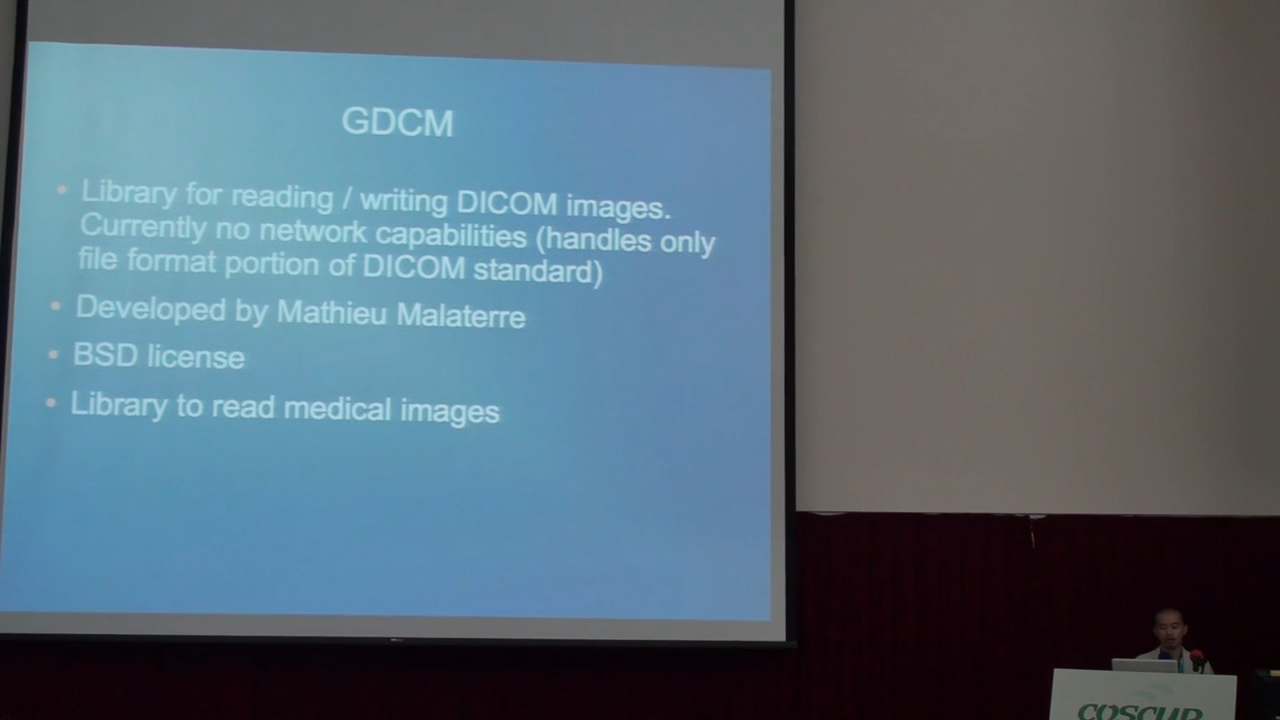 GDCM
• Library for reading / writing DICOM images.
Currently no network capabilities (handles only
file format portion of DICOM standard)
• Developed by Mathieu Malaterre
• BSD license
• Library to read medical images
COSCUP